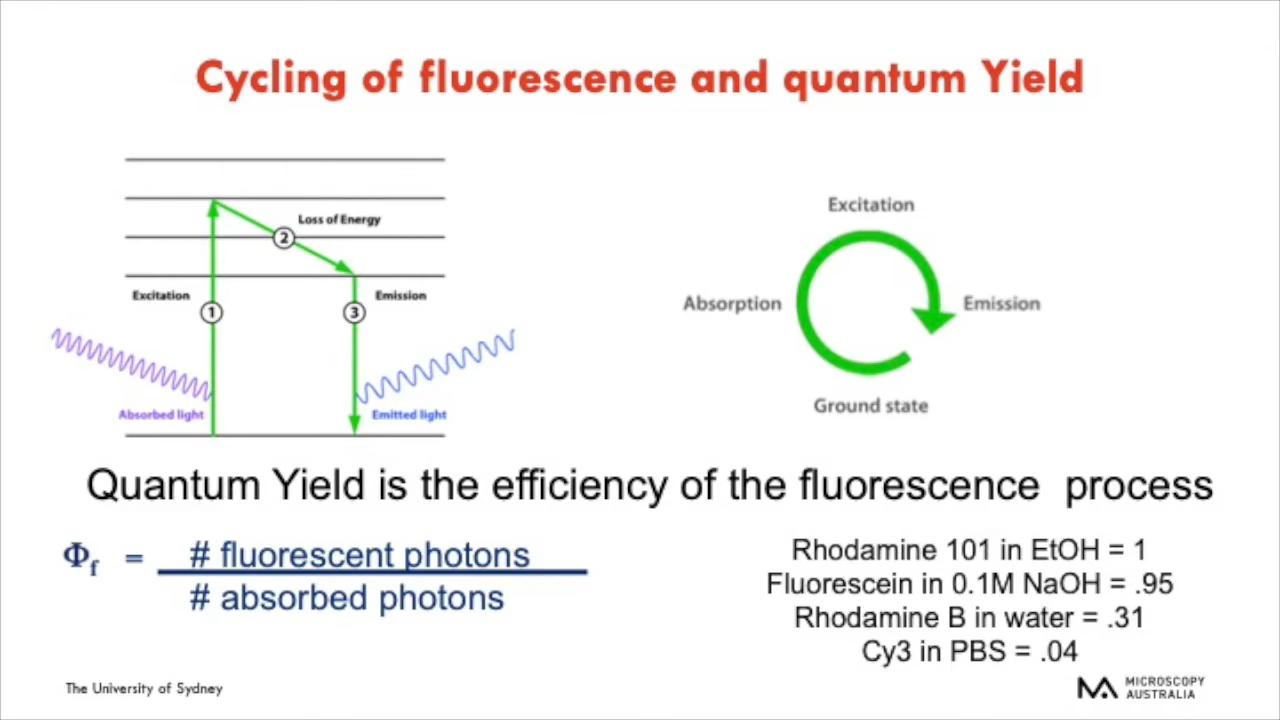 Cycling of fluorescence and quantum Yield
Loss of Energy
2
Excitation
Emission
1
3
Absorbed light
Emitted light
Excitation
Absorption
Emission
Ground state
Quantum Yield is the efficiency of the fluorescence process
Φf = # fluorescent photons
# absorbed photons
Rhodamine 101 in EtOH = 1
Fluorescein in 0.1M NaOH = .95
Rhodamine B in water = .31
Cy3 in PBS = .04
The University of Sydney
MICROSCOPY
AUSTRALIA